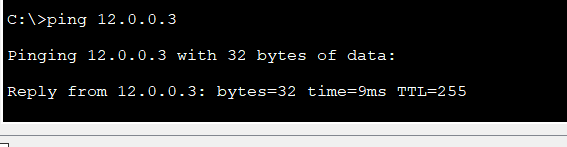 C:\>ping 12.0.0.3
Pinging 12.0.0.3 with 32 bytes of data:
Reply from 12.0.0.3: bytes=32 time=9ms TTL=255